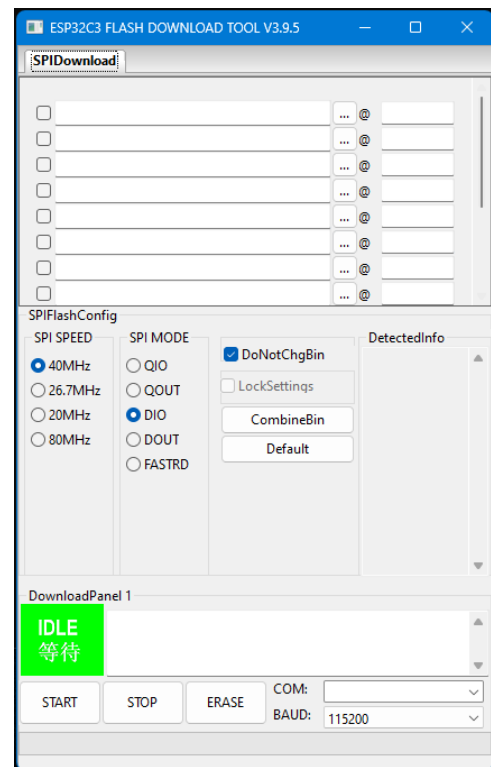 ESP32C3 FLASH DOWNLOAD TOOL V3.9.5
SPIDownload
... @
... @
... @
... @
... @
... @
... @
... @
SPIFlashConfig
SPI SPEED
40MHz
26.7MHz
20MHz
80MHz
SPI MODE
QIO
QOUT
DIO
DOUT
FASTRD
DoNotChgBin
LockSettings
CombineBin
Default
DetectedInfo
DownloadPanel 1
IDLE
等待
START
STOP
ERASE
COM:
BAUD: 115200